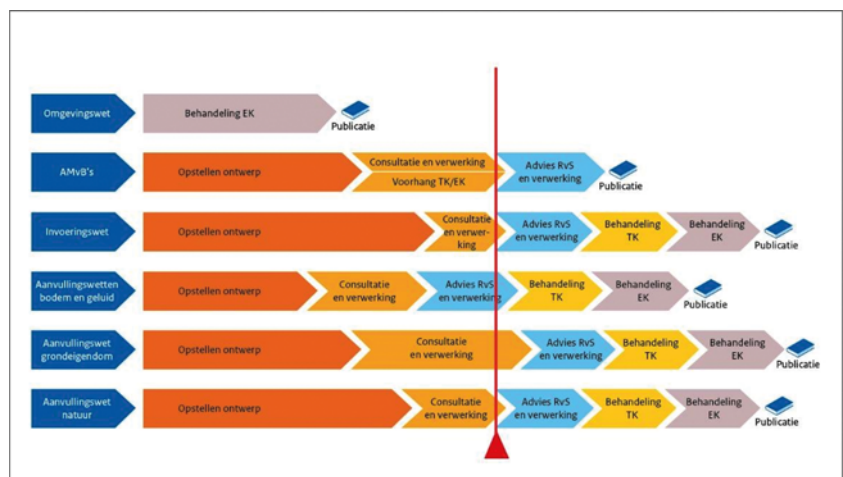 Omgevingswet
Behandeling EK
Publicatie
AMvB's
Opstellen ontwerp
Consultatie en verwerking
Voorhang TK/EK
Advies RvS
en verwerking
Publicatie
Invoeringswet
Opstellen ontwerp
Consultatie
en verwer-
king
Advies RvS
en verwerking
Behandeling
TK
Behandeling
EK
Publicatie
Aanvullingswetten
bodem en geluid
Opstellen ontwerp
Consultatie
en verwerking
Advies RvS
en verwerking
Behandeling
TK
Behandeling
EK
Publicatie
Aanvullingswet
grondeigendom
Opstellen ontwerp
Consultatie
en verwerking
Advies RvS
en verwerking
Behandeling
TK
Behandeling
EK
Publicatie
Aanvullingswet
natuur
Opstellen ontwerp
Consultatie
en verwerking
Advies RvS
en verwerking
Behandeling
TK
Behandeling
EK
Publicatie